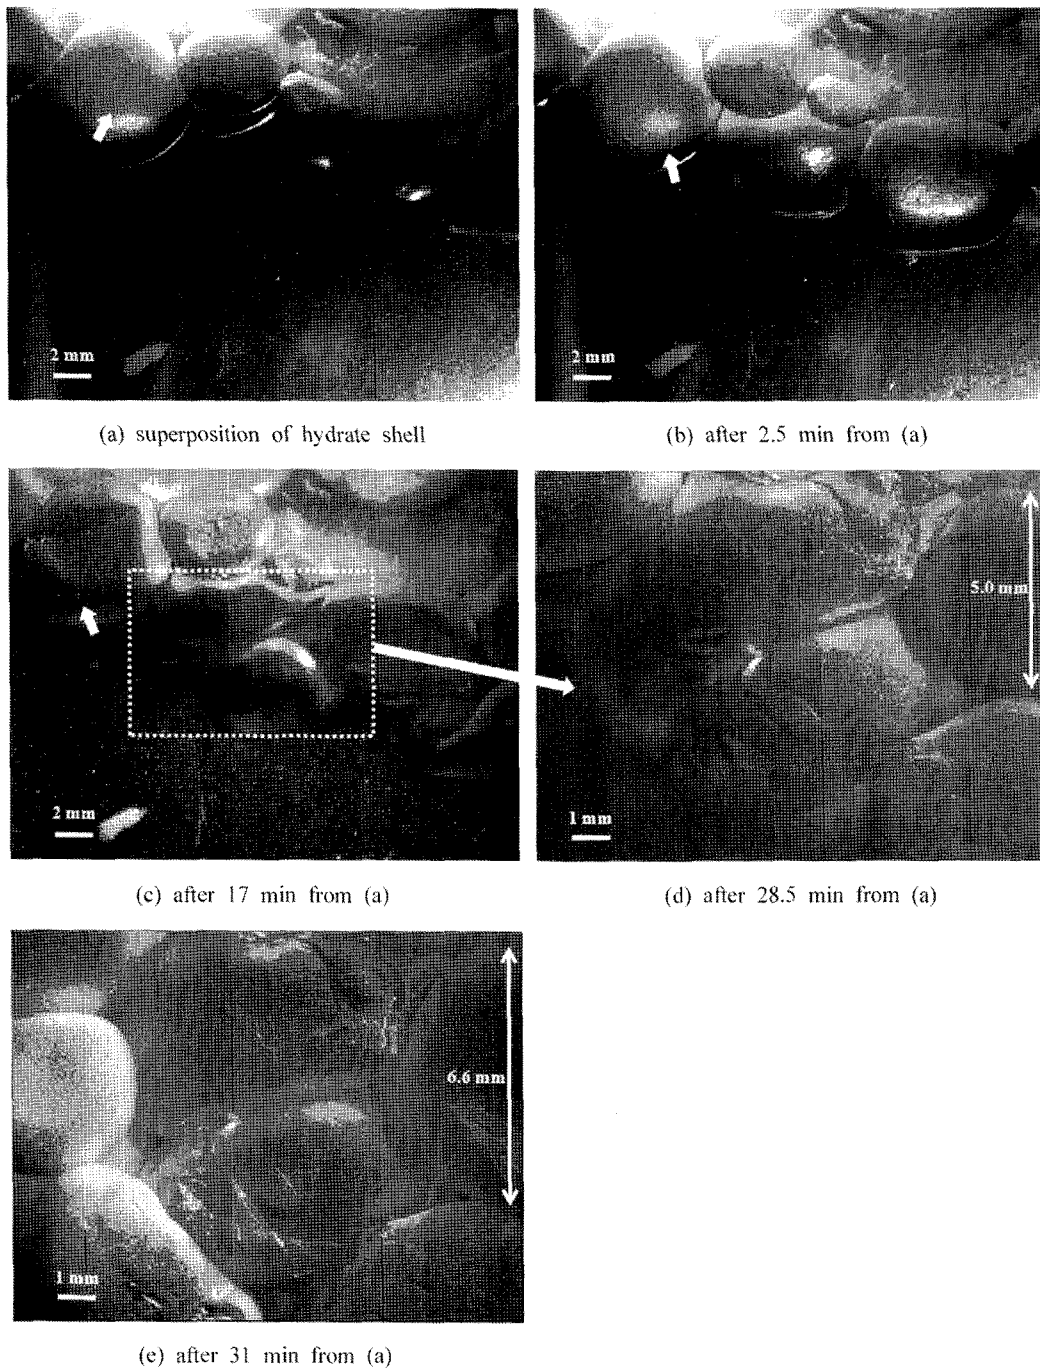 2 mm
2 mm
(a) superposition of hydrate shell
(b) after 2.5 min from (a)
5.0 mm
2 mm
1 mm
(c) after 17 min from (a)
(d) after 28.5 min from (a)
6.6 mm
1 mm
(e) after 31 min from (a)